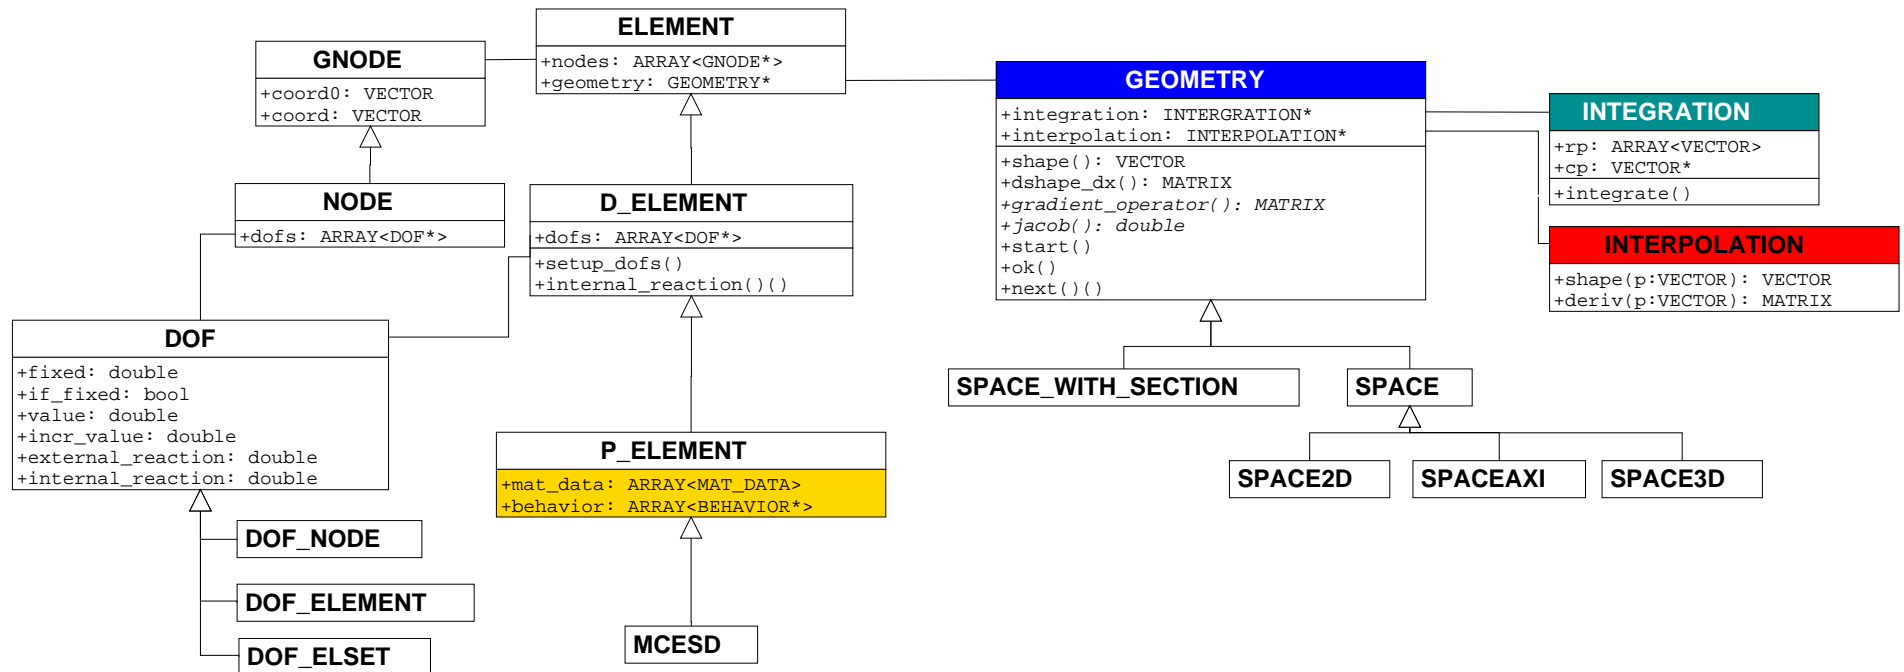 ELEMENT
+nodes: ARRAY<GNODE*>
+geometry: GEOMETRY*
GNODE
+coord0: VECTOR
+coord: VECTOR
GEOMETRY
+integration: INTERGRATION*
+interpolation: INTERPOLATION*
+shape(): VECTOR
+dshape_dx(): MATRIX
+gradient_operator(): MATRIX
+jacob(): double
+start()
+ok()
+next()()
INTEGRATION
+rp: ARRAY<VECTOR>
+cp: VECTOR*
+integrate()
INTERPOLATION
+shape(p:VECTOR): VECTOR
+deriv(p:VECTOR): MATRIX
NODE
+dofs: ARRAY<DOF*>
D_ELEMENT
+dofs: ARRAY<DOF*>
+setup_dofs()
+internal_reaction()()
DOF
+fixed: double
+if_fixed: bool
+value: double
+incr_value: double
+external_reaction: double
+internal_reaction: double
SPACE_WITH_SECTION
SPACE
SPACE2D
SPACEAXI
SPACE3D
P_ELEMENT
+mat_data: ARRAY<MAT_DATA>
+behavior: ARRAY<BEHAVIOR*>
DOF_NODE
DOF_ELEMENT
DOF_ELSET
MCESD